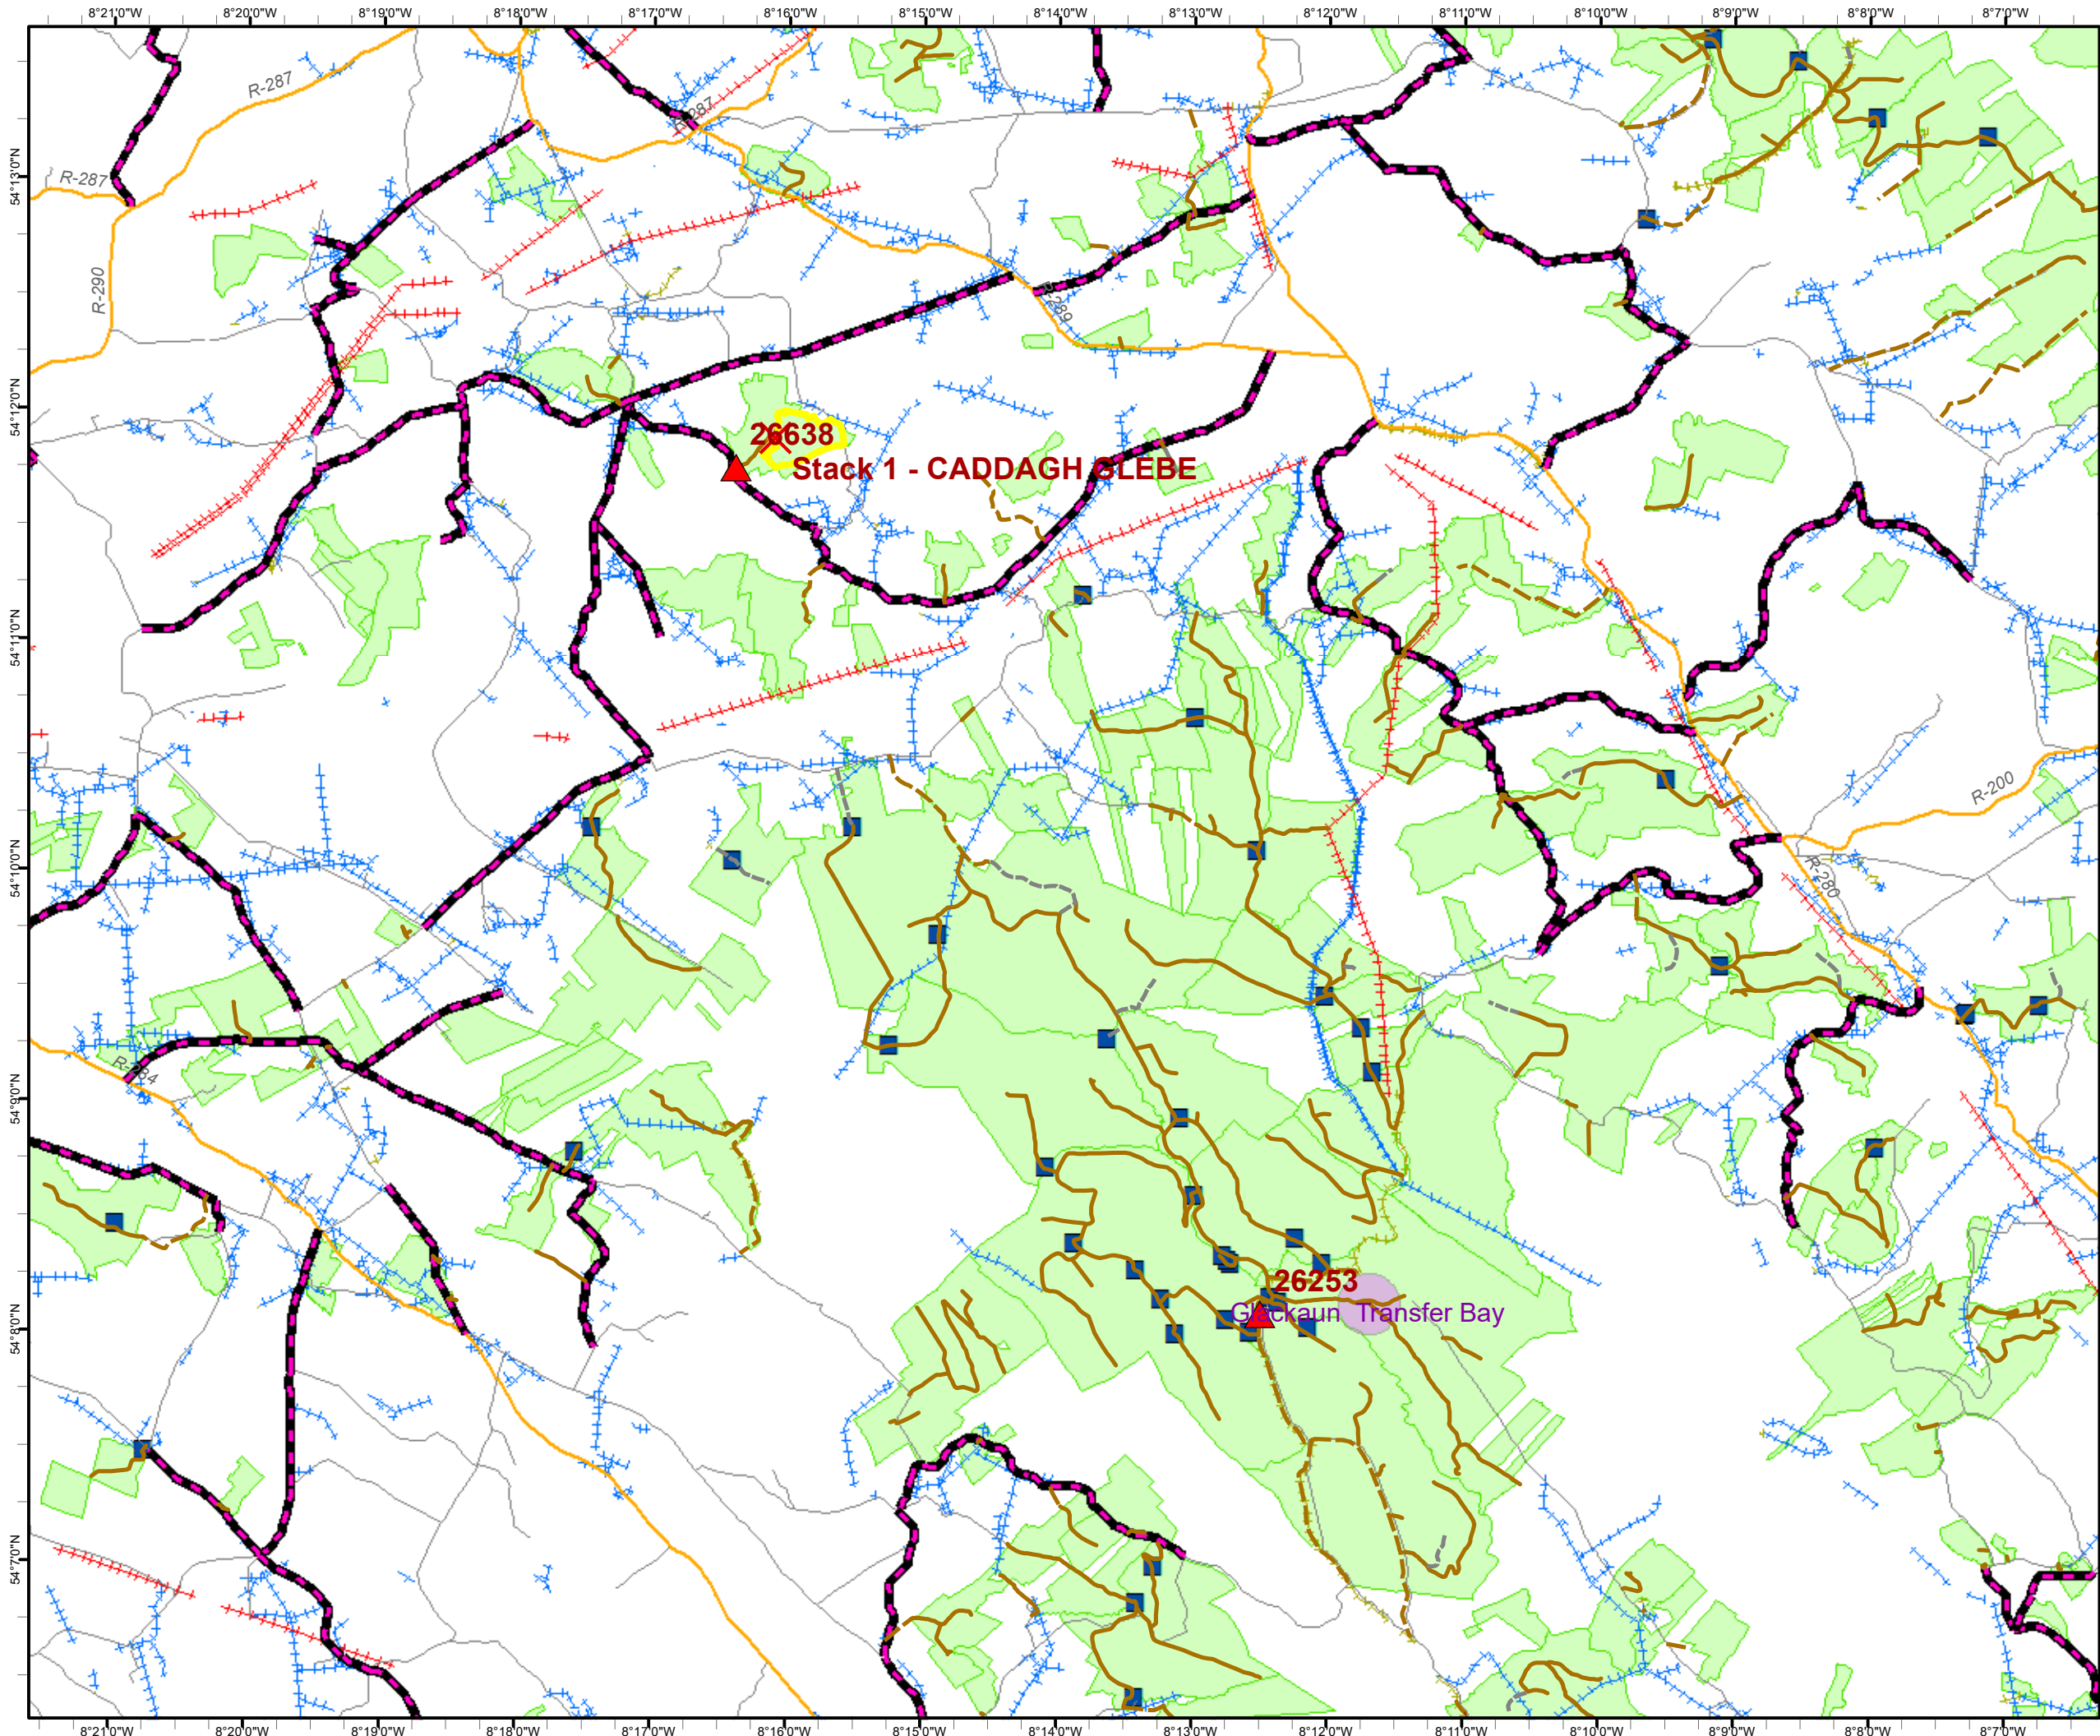 8°21'0"W 8°20'0"W 8°19'0"W 8°18'0"W 8°17'0"W 8°16'0"W 8°15'0"W 8°14'0"W 8°13'0"W 8°12'0"W 8°11'0"W 8°10'0"W 8°9'0"W 8°8'0"W 8°7'0"W
R-287
R-287
54°13'0"N
R-287
R-290
R-289
54°12'0"N
26638
Stack 1 - CADDAGH GLEBE
54°11'0"N
R-200
54°10'0"N
R-280
R-284
54°9'0"N
26253
Glackaun Transfer Bay
54°8'0"N
54°7'0"N
8°21'0"W 8°20'0"W 8°19'0"W 8°18'0"W 8°17'0"W 8°16'0"W 8°15'0"W 8°14'0"W 8°13'0"W 8°12'0"W 8°11'0"W 8°10'0"W 8°9'0"W 8°8'0"W 8°7'0"W